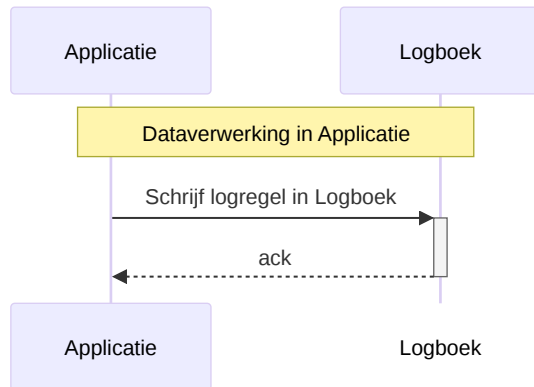 Applicatie
Logboek
Dataverwerking in Applicatie
Schrijf logregel in Logboek
ack
Applicatie
Logboek